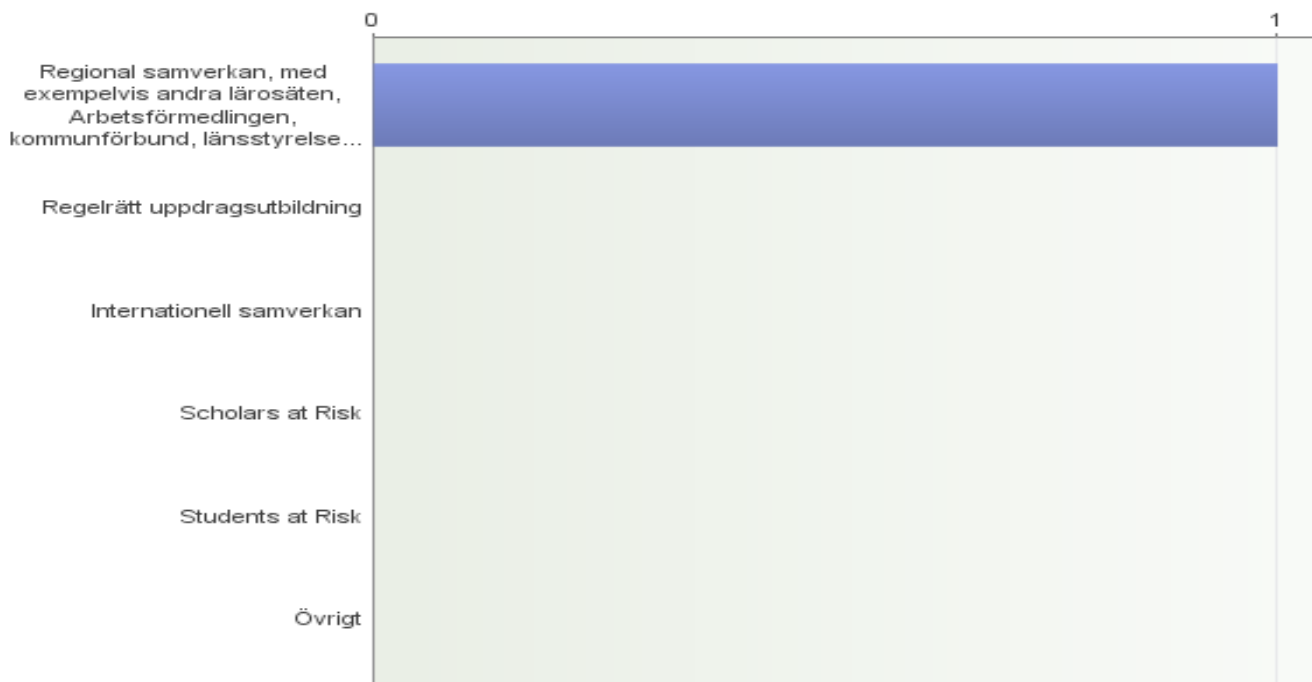 0 1
Regional samverkan, med
exempelvis andra lärosäten,
Arbetsförmedlingen,
kommunförbund, länsstyrelse...
Regelrätt uppdragsutbildning
Internationell samverkan
Scholars at Risk
Students at Risk
Övrigt